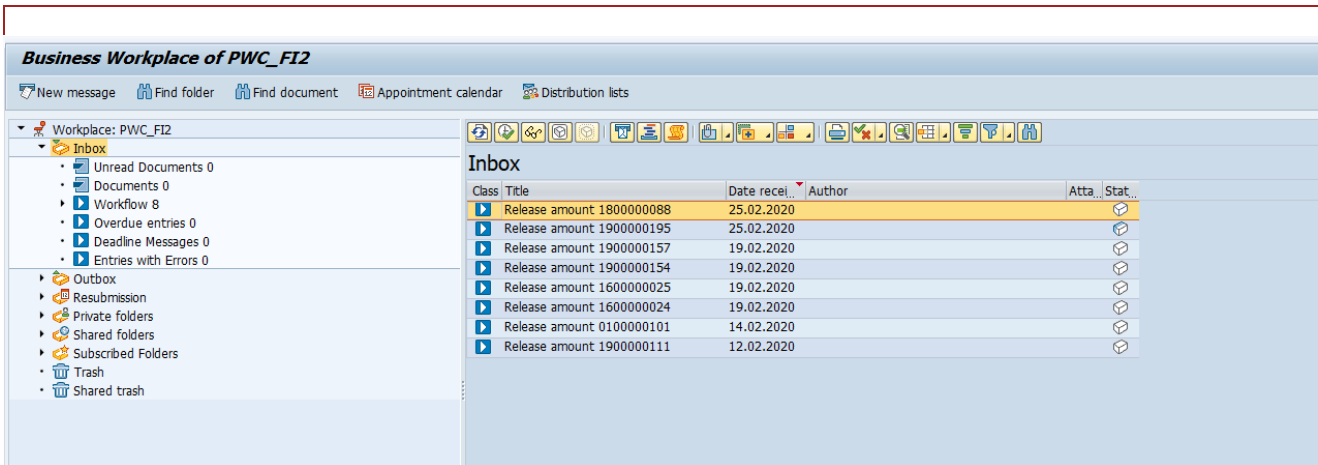 Business Workplace of PWC_FI2
New message Find folder Find document Appointment calendar Distribution lists
Workplace: PWC_FI2
Inbox
Unread Documents 0
Documents 0
Workflow 8
Overdue entries 0
Deadline Messages 0
Entries with Errors 0
Outbox
Resubmission
Private folders
Shared folders
Subscribed Folders
Trash
Shared trash
Inbox
Class Title Date recei... Author Atta... Stat...
Release amount 1800000088 25.02.2020
Release amount 1900000195 25.02.2020
Release amount 1900000157 19.02.2020
Release amount 1900000154 19.02.2020
Release amount 1600000025 19.02.2020
Release amount 1600000024 19.02.2020
Release amount 0100000101 14.02.2020
Release amount 1900000111 12.02.2020